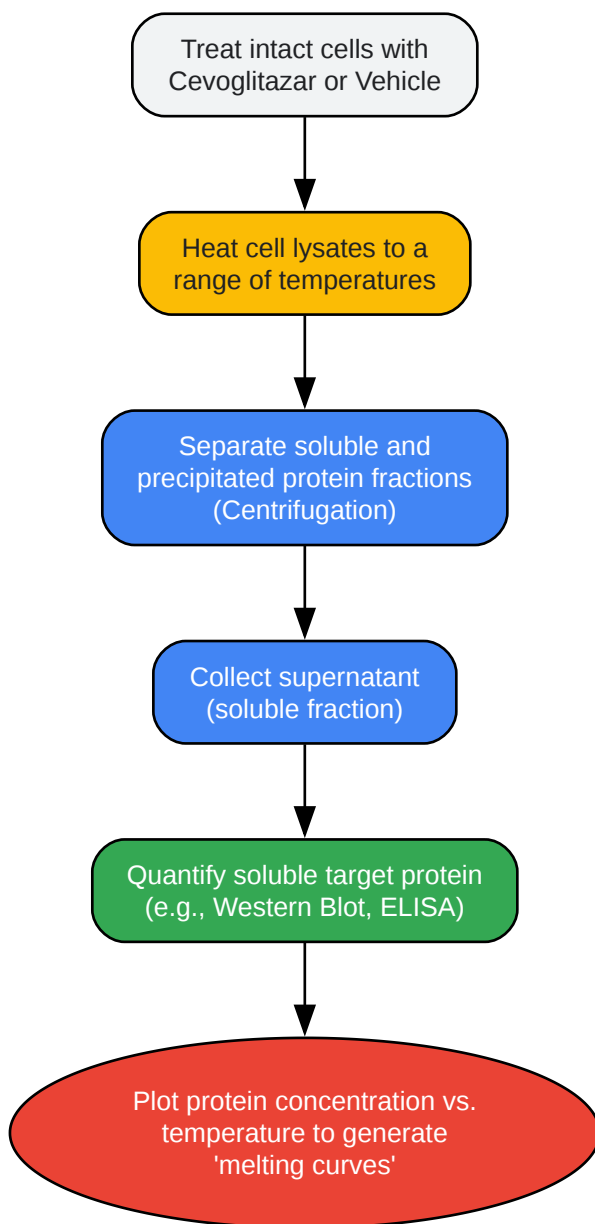 Treat intact cells with
Cevoglitazar or Vehicle
Heat cell lysates to a
range of temperatures
Separate soluble and
precipitated protein fractions
(Centrifugation)
Collect supernatant
(soluble fraction)
Quantify soluble target protein
(e.g., Western Blot, ELISA)
Plot protein concentration vs.
temperature to generate
'melting curves'